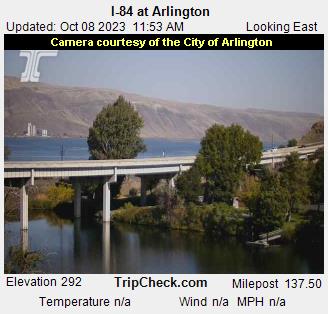 I-84 at Arlington
Updated: Oct 08 2023 11:53 AM Looking East
Camera courtesy of the City of Arlington
Elevation 292 TripCheck.com Milepost 137.50
Temperature n/a Wind n/a MPH n/a